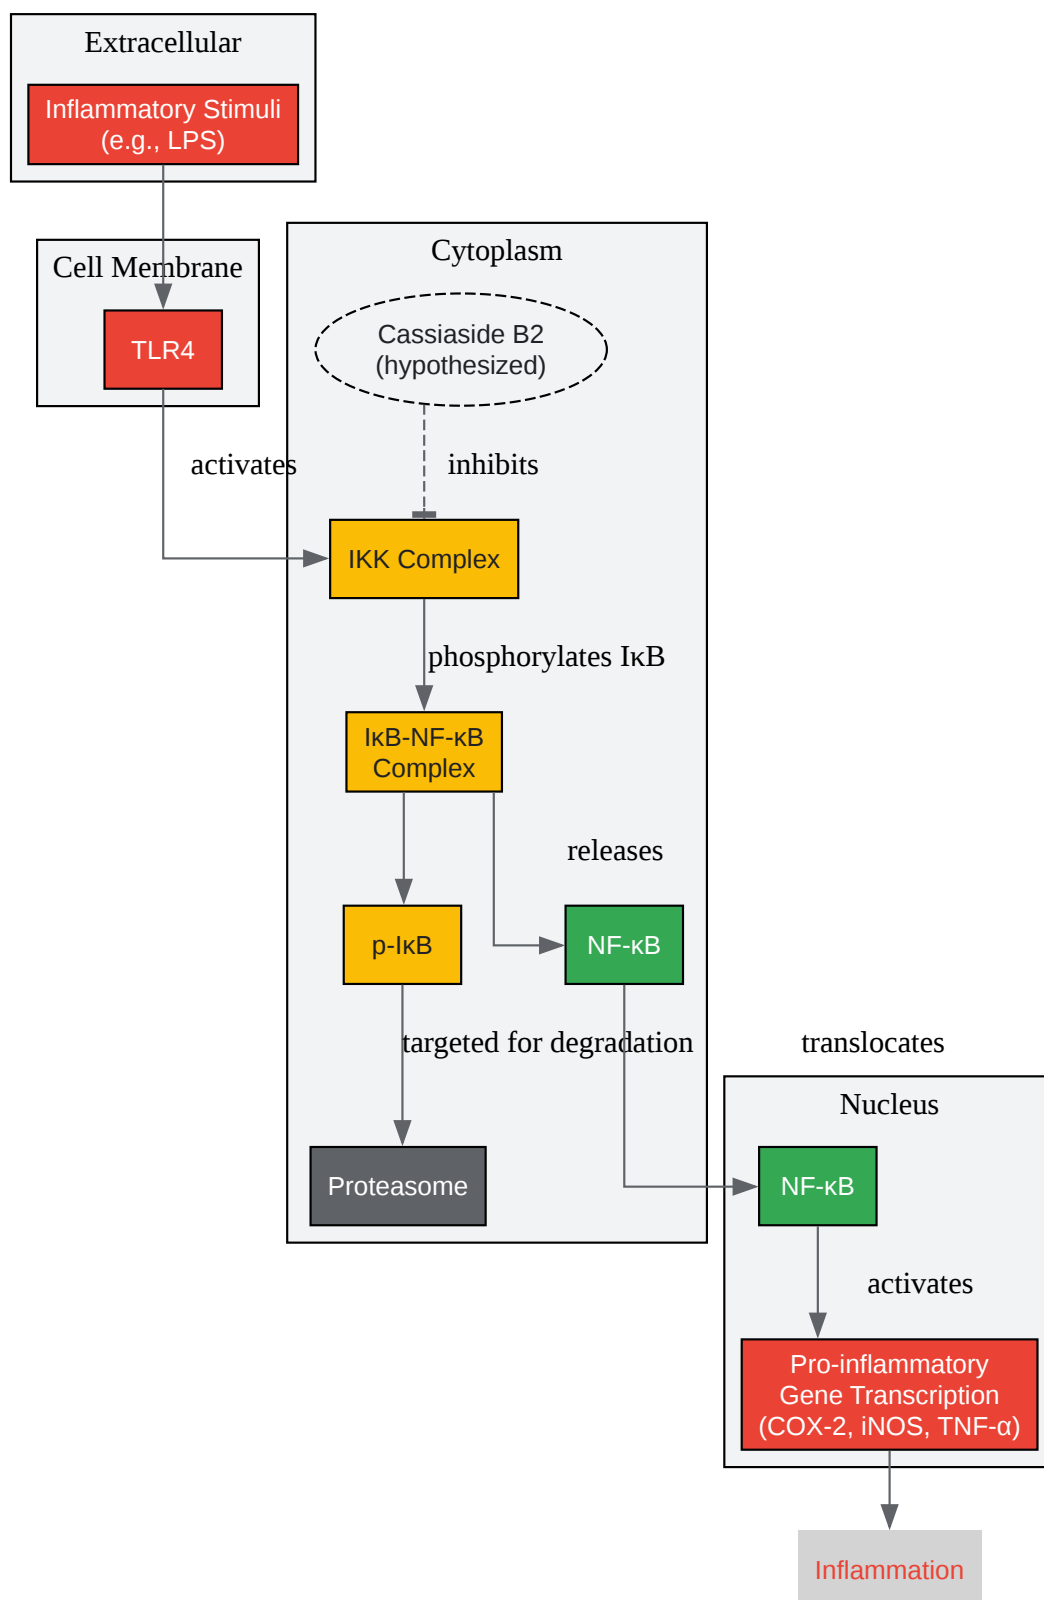 Extracellular
Inflammatory Stimuli
(e.g., LPS)
Cell Membrane
TLR4
Cytoplasm
Cassiaside B2
(hypothesized)
activates
inhibits
IKK Complex
phosphorylates IκB
IκB-NF-κB
Complex
releases
p-IκB
NF-κB
targeted for degradation
translocates
Proteasome
Nucleus
NF-κB
activates
Pro-inflammatory
Gene Transcription
(COX-2, iNOS, TNF-α)
Inflammation